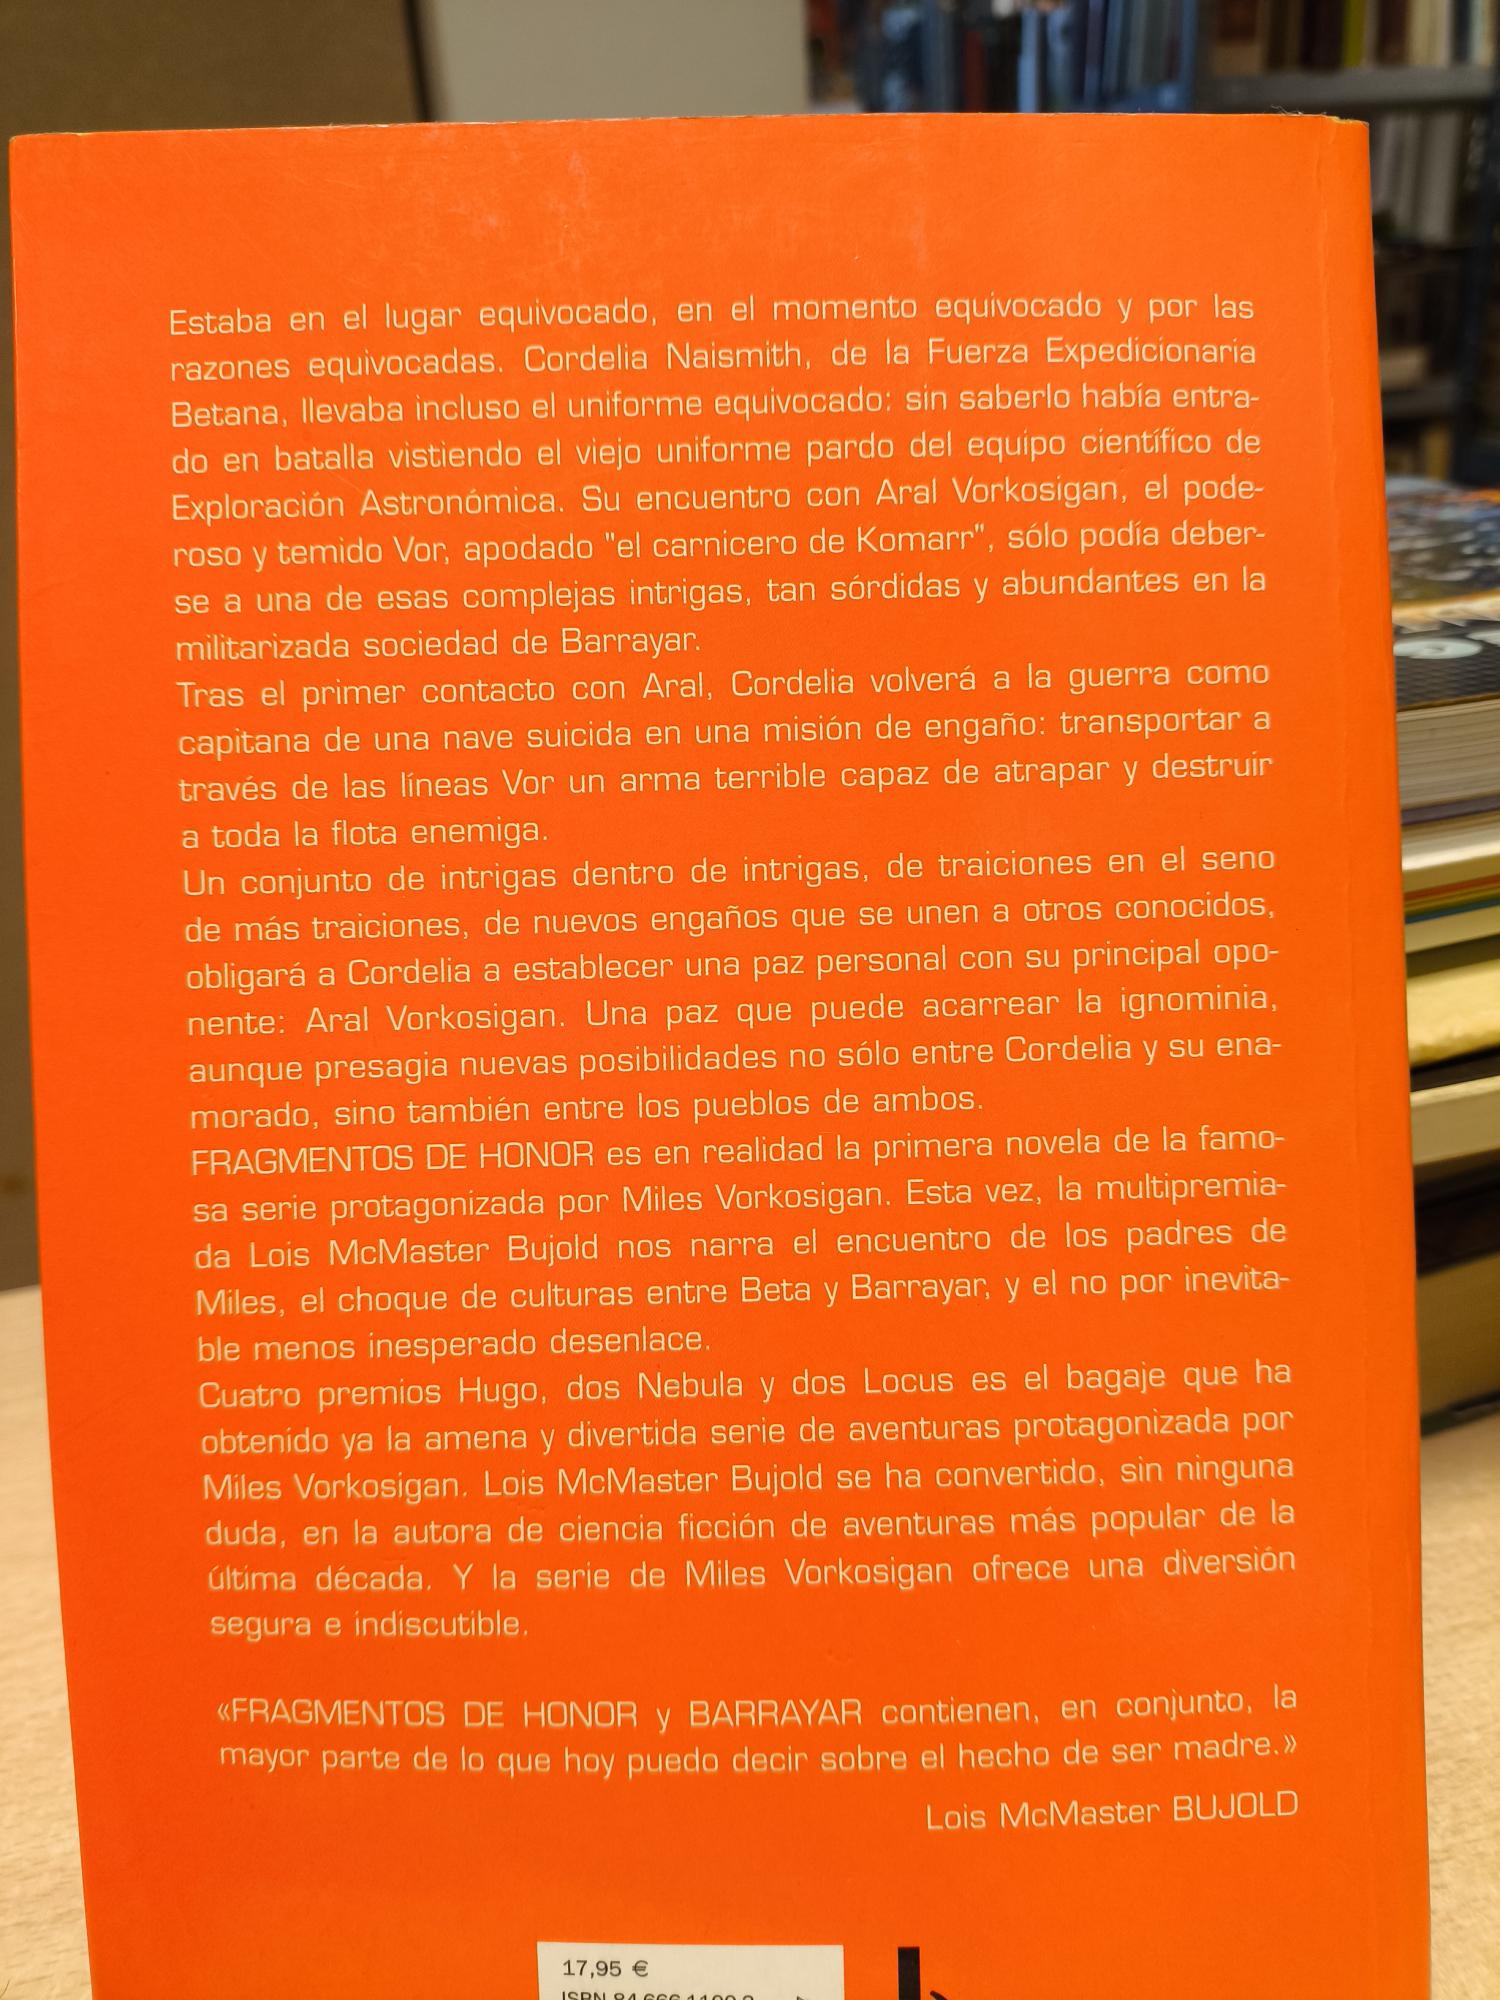 Estaba en el lugar equivocado, en el momento equivocado y por las
razones equivocadas. Cordelia Naismith, de la Fuerza Expedicionaria
Betana, llevaba incluso el uniforme equivocado: sin saberlo había entra-
do en batalla vistiendo el viejo uniforme pardo del equipo científico de
Exploración Astronómica. Su encuentro con Aral Vorkosigan, el pode-
roso y temido Vor, apodado "el carnicero de Komarr", sólo podía deber-
se a una de esas complejas intrigas, tan sórdidas y abundantes en la
militarizada sociedad de Barrayar.
Tras el primer contacto con Aral, Cordelia volverá a la guerra como
capitana de una nave suicida en una misión de engaño: transportar a
través de las líneas Vor un arma terrible capaz de atrapar y destruir
a toda la flota enemiga.
Un conjunto de intrigas dentro de intrigas, de traiciones en el seno
de más traiciones, de nuevos engaños que se unen a otros conocidos,
obligará a Cordelia a establecer una paz personal con su principal opo-
nente: Aral Vorkosigan. Una paz que puede acarrear la ignominia,
aunque presagia nuevas posibilidades no sólo entre Cordelia y su ena-
morado, sino también entre los pueblos de ambos.
FRAGMENTOS DE HONOR es en realidad la primera novela de la famo-
sa serie protagonizada por Miles Vorkosigan. Esta vez, la multipremia-
da Lois McMaster Bujold nos narra el encuentro de los padres de
Miles, el choque de culturas entre Beta y Barrayar, y el no por inevita-
ble menos inesperado desenlace.
Cuatro premios Hugo, dos Nebula y dos Locus es el bagaje que ha
obtenido ya la amena y divertida serie de aventuras protagonizada por
Miles Vorkosigan. Lois McMaster Bujold se ha convertido, sin ninguna
duda, en la autora de ciencia ficción de aventuras más popular de la
última década. Y la serie de Miles Vorkosigan ofrece una diversión
segura e indiscutible.
«FRAGMENTOS DE HONOR y BARRAYAR contienen, en conjunto, la
mayor parte de lo que hoy puedo decir sobre el hecho de ser madre.»
Lois McMaster BUJOLD
17,95 €
ISBN